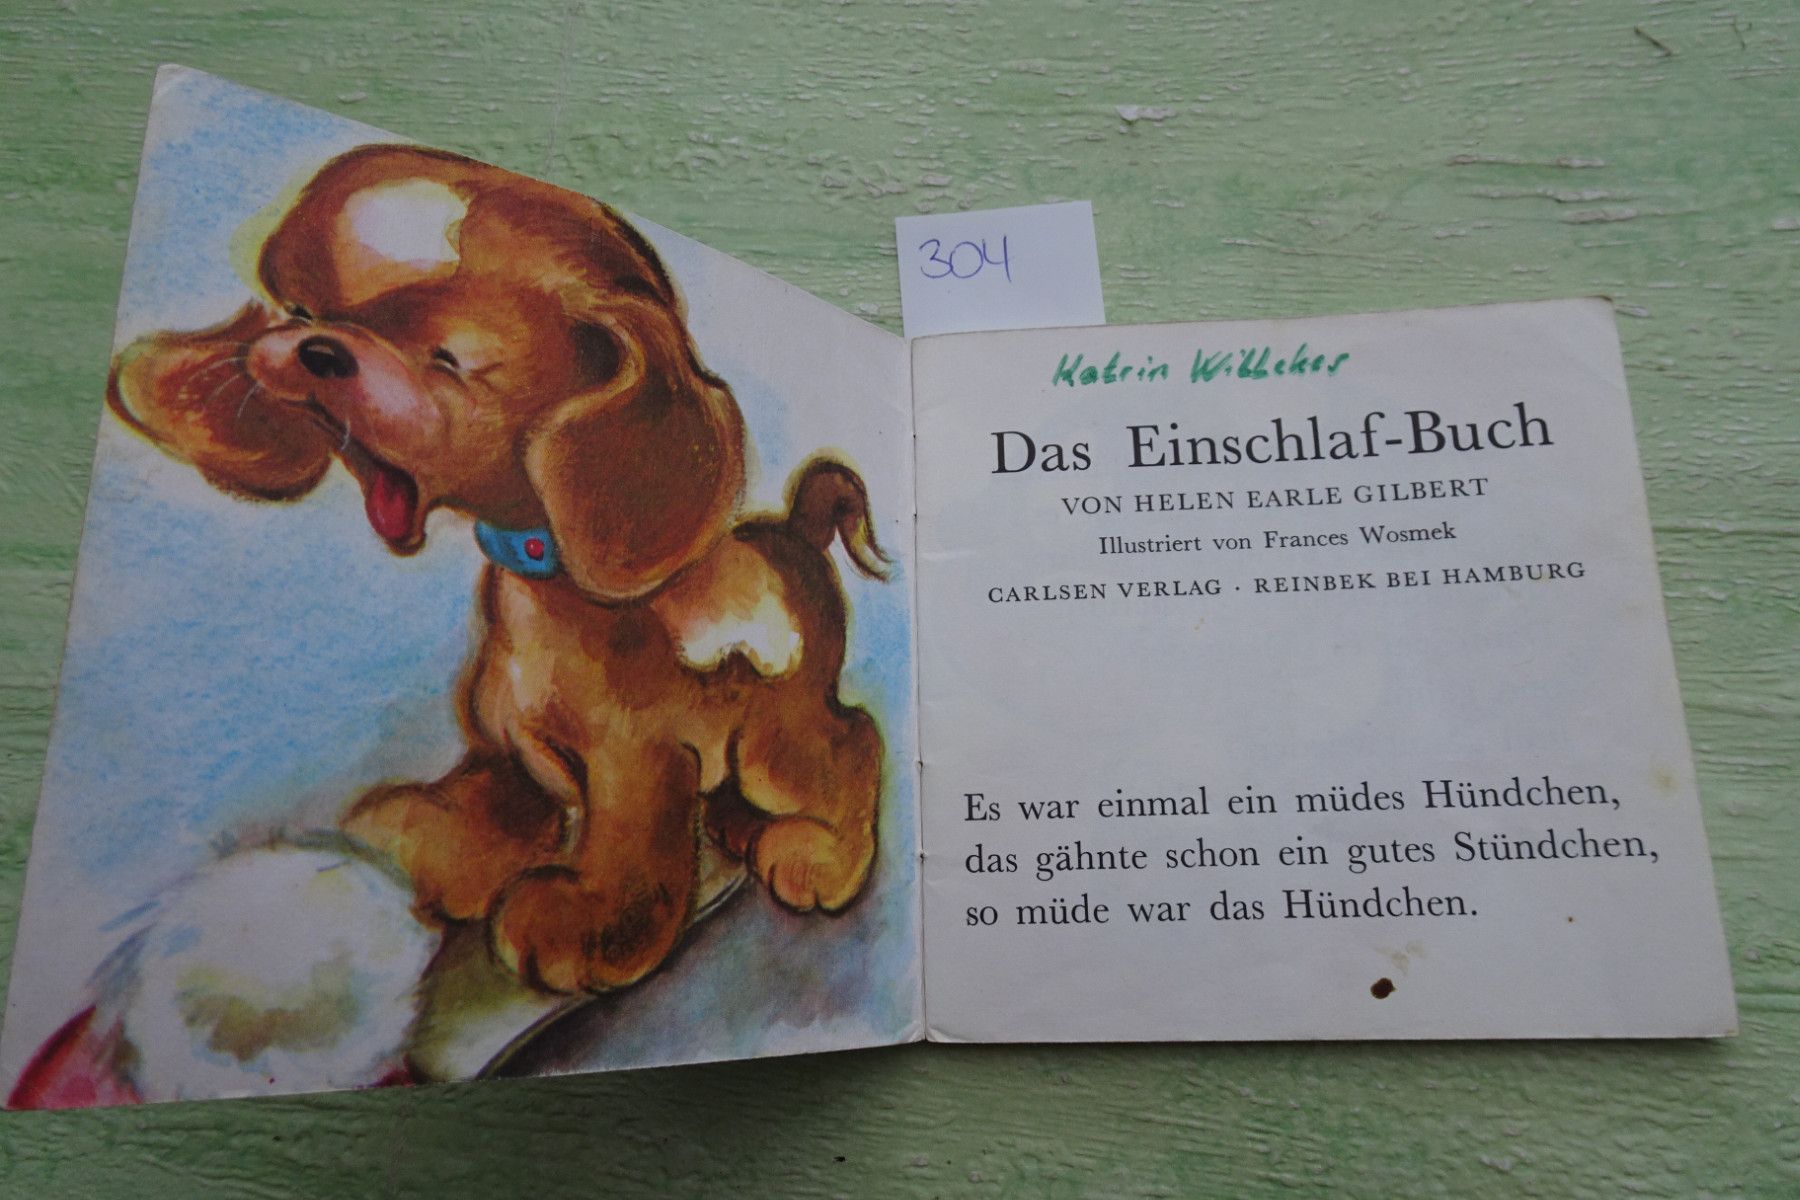 304
Katrin Wittekes
Das Einschlaf-Buch
VON HELEN EARLE GILBERT
Illustriert von Frances Wosmek
CARLSEN VERLAG · REINBEK BEI HAMBURG
Es war einmal ein müdes Hündchen,
das gähnte schon ein gutes Stündchen,
so müde war das Hündchen.